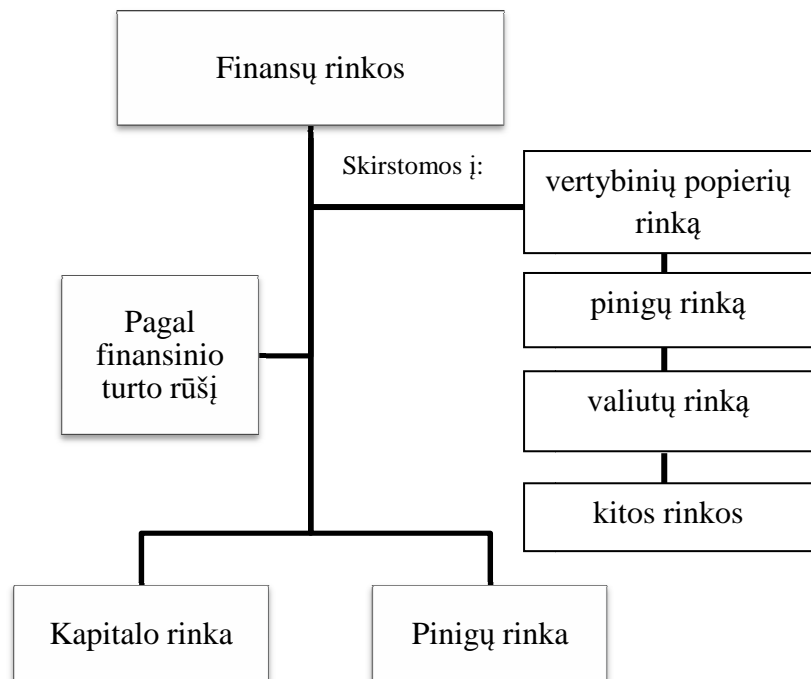 Finansų rinkos
Skirstomos į:
vertybinių popierių
rinką
pinigų rinką
valiutų rinką
kitos rinkos
Pagal
finansinio
turto rūšį
Kapitalo rinka
Pinigų rinka